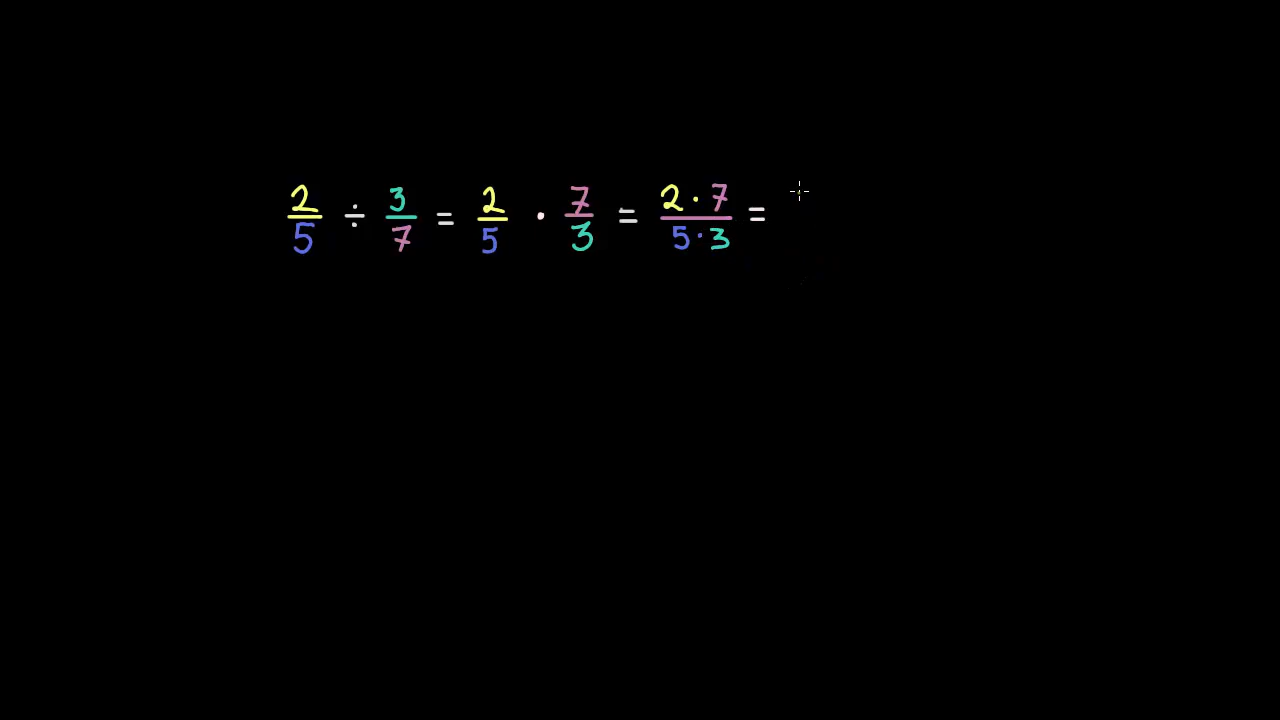 2/5 ÷ 3/7 = 2/5 · 7/3 = 2·7/5·3 =